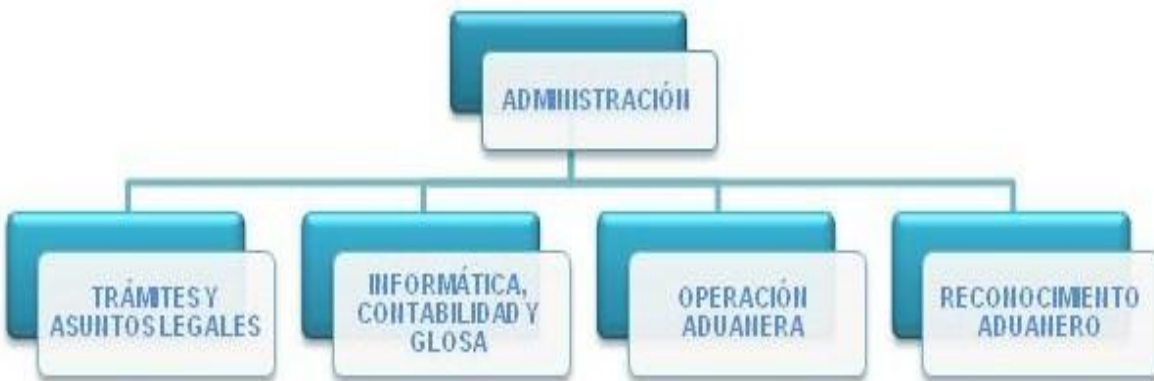 ADMINISTRACIÓN
TRÁMITES Y
ASUNTOS LEGALES
INFORMÁTICA,
CONTABILIDAD Y
GLOSA
OPERACIÓN
ADUANERA
RECONOCIMIENTO
ADUANERO